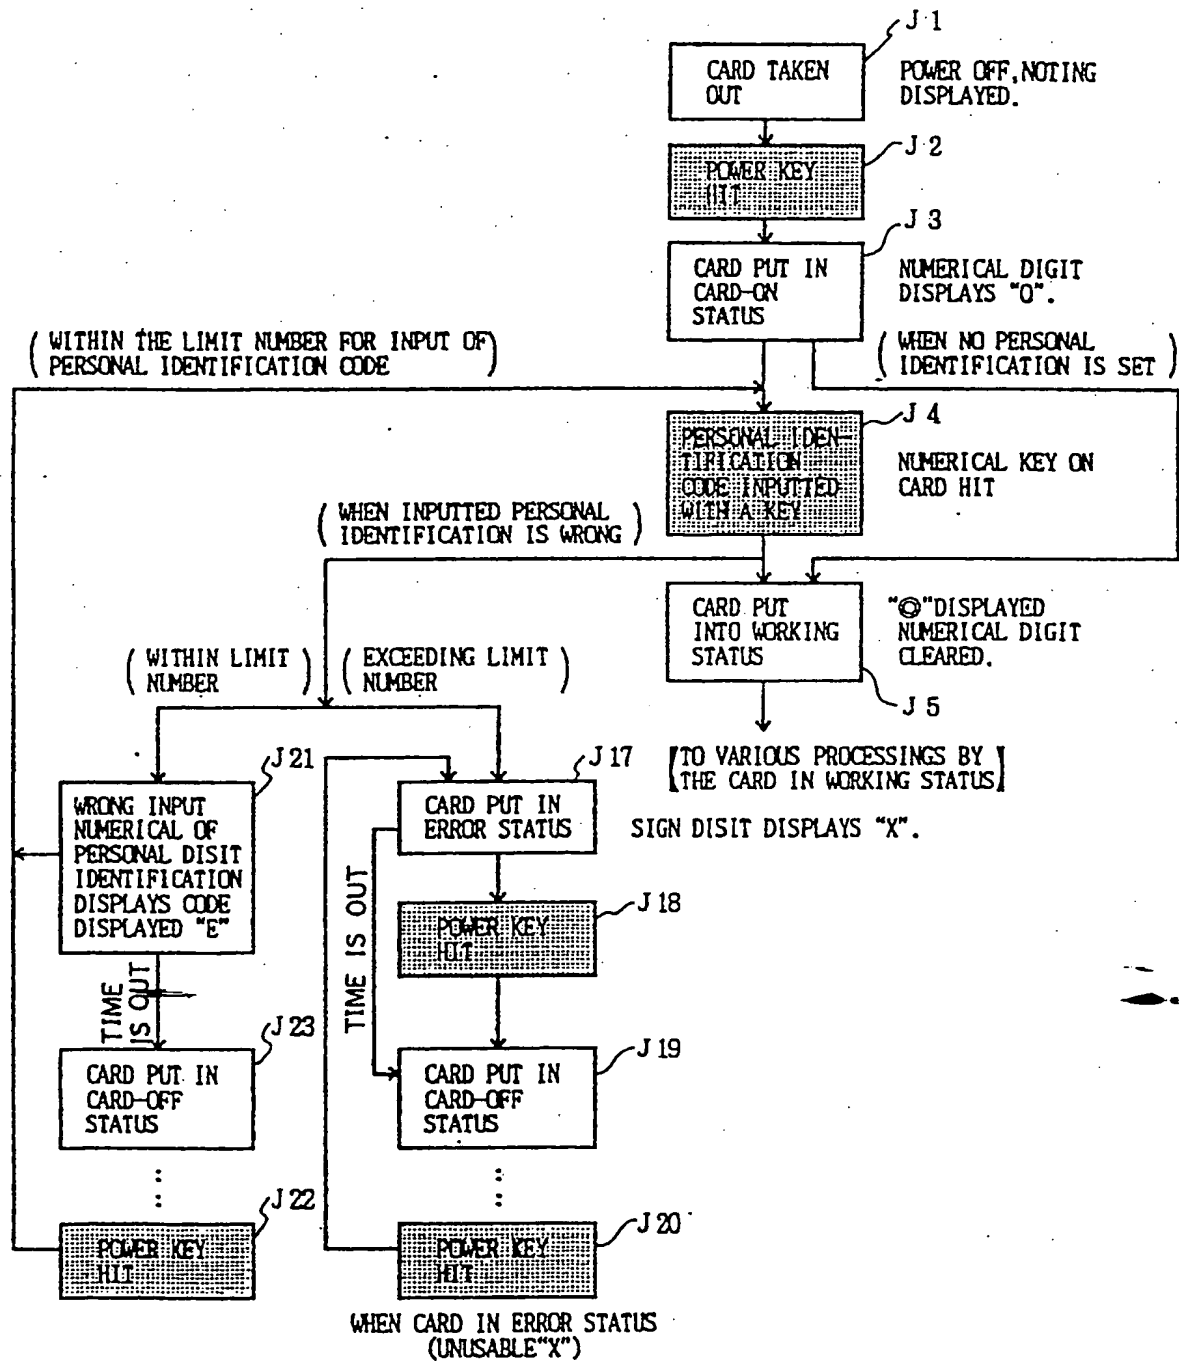 J 1
CARD TAKEN
OUT
POWER OFF, NOTING
DISPLAYED.
J 2
POWER KEY
HIT
J 3
CARD PUT IN
CARD-ON
STATUS
NUMERICAL DIGIT
DISPLAYS "0".
(WITHIN THE LIMIT NUMBER FOR INPUT OF
PERSONAL IDENTIFICATION CODE)
(WHEN NO PERSONAL
IDENTIFICATION IS SET)
J 4
PERSONAL IDEN-
TIFICATION
CODE INPUTTED
WITH A KEY
NUMERICAL KEY ON
CARD HIT
(WHEN INPUTTED PERSONAL
IDENTIFICATION IS WRONG)
CARD PUT
INTO WORKING
STATUS
"◎"DISPLAYED
NUMERICAL DIGIT
CLEARED.
J 5
(WITHIN LIMIT
NUMBER)
(EXCEEDING LIMIT
NUMBER)
[TO VARIOUS PROCESSINGS BY
THE CARD IN WORKING STATUS]
J 21
WRONG INPUT
NUMERICAL OF
PERSONAL DISIT
IDENTIFICATION
DISPLAYS CODE
DISPLAYED "E"
J 17
CARD PUT IN
ERROR STATUS
SIGN DISIT DISPLAYS "X".
TIME IS OUT
J 18
POWER KEY
HIT
TIME
IS OUT
J 23
CARD PUT IN
CARD-OFF
STATUS
J 19
CARD PUT IN
CARD-OFF
STATUS
J 22
POWER KEY
HIT
J 20
POWER KEY
HIT
WHEN CARD IN ERROR STATUS
(UNUSABLE"X")